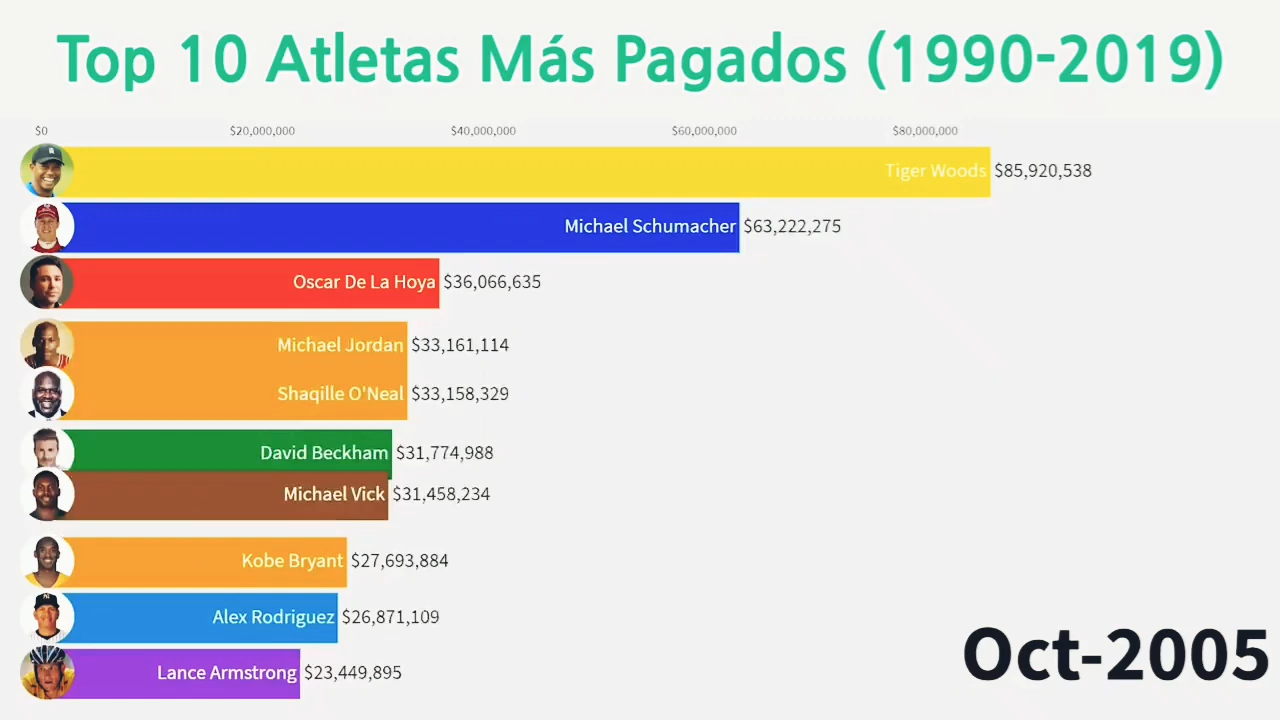 Top 10 Atletas Más Pagados (1990-2019)
$0 $20,000,000 $40,000,000 $60,000,000 $80,000,000
Tiger Woods $85,920,538
Michael Schumacher $63,222,275
Oscar De La Hoya $36,066,635
Michael Jordan $33,161,114
Shaqille O'Neal $33,158,329
David Beckham $31,774,988
Michael Vick $31,458,234
Kobe Bryant $27,693,884
Alex Rodriguez $26,871,109
Lance Armstrong $23,449,895
Oct-2005